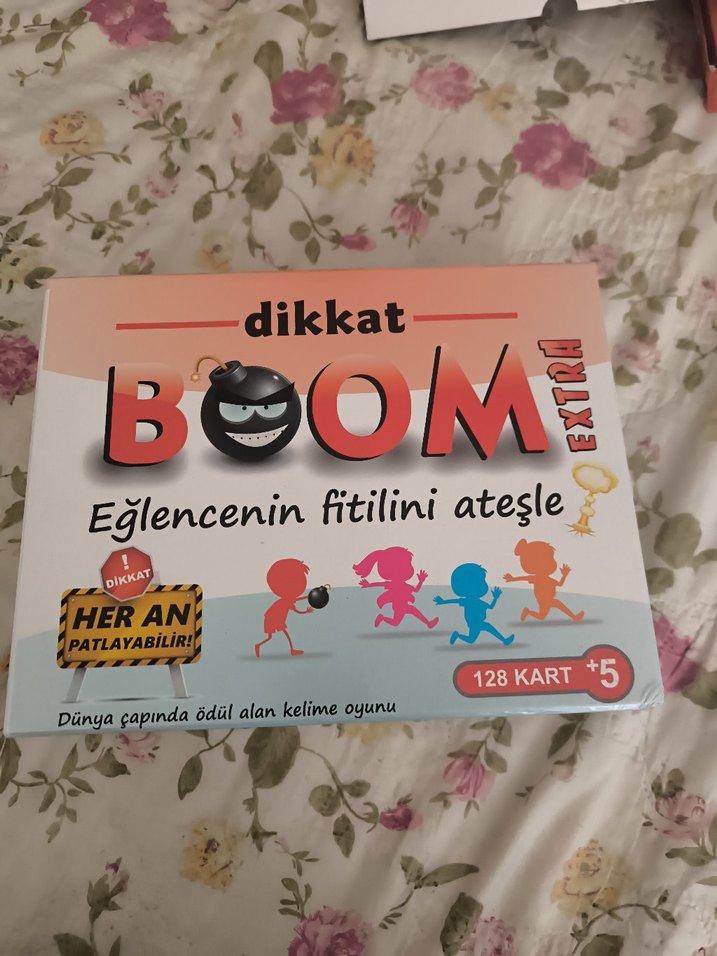 dikkat
BOOM
EXTRA
Eğlencenin fitilini ateşle
!
DİKKAT
HER AN
PATLAYABİLİR!
128 KART +5
Dünya çapında ödül alan kelime oyunu